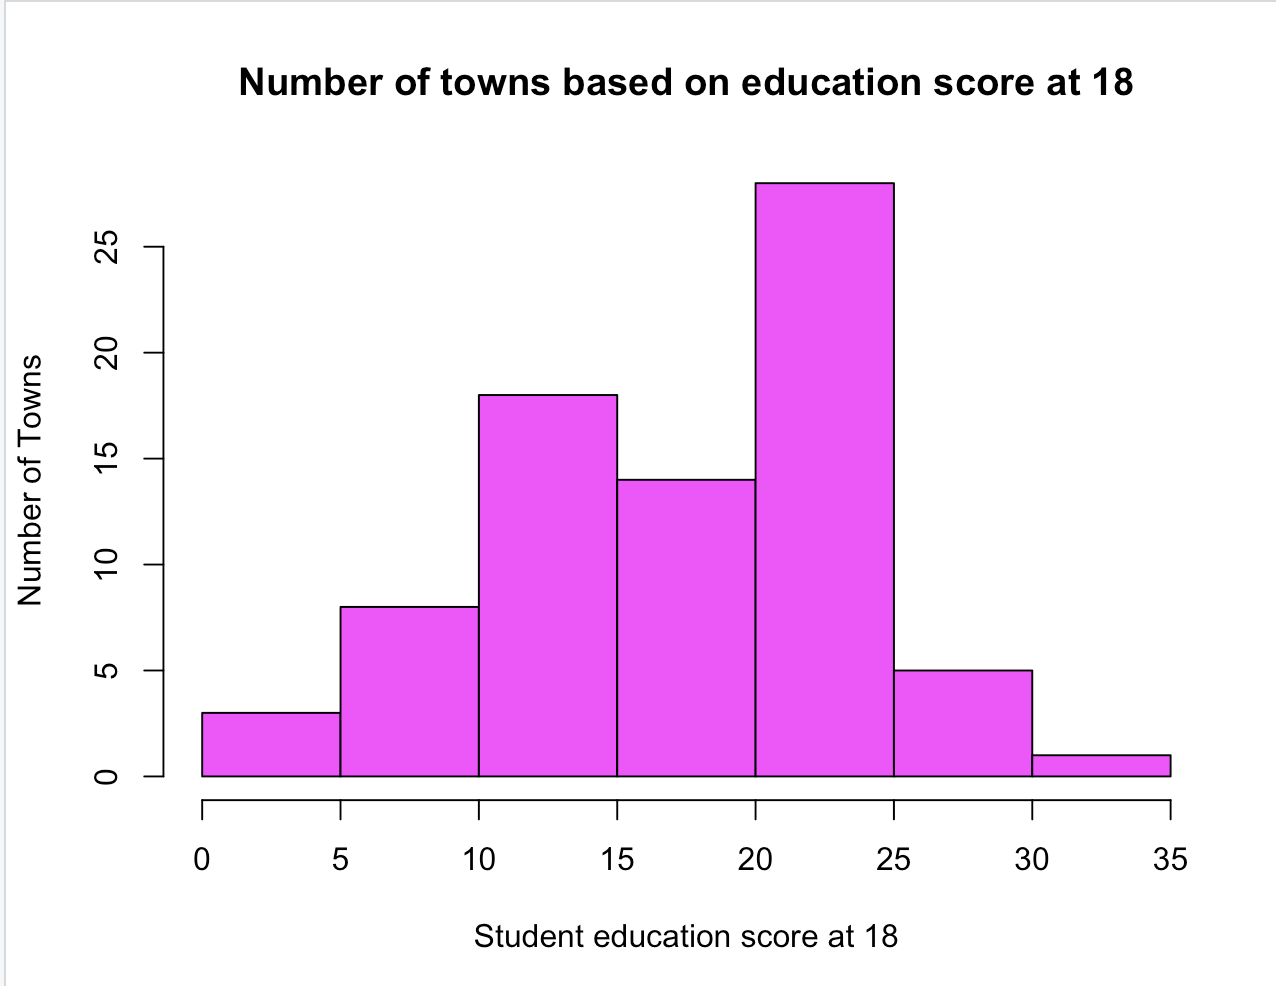 Number of towns based on education score at 18
25
20
15
10
5
0
Number of Towns
0 5 10 15 20 25 30 35
Student education score at 18